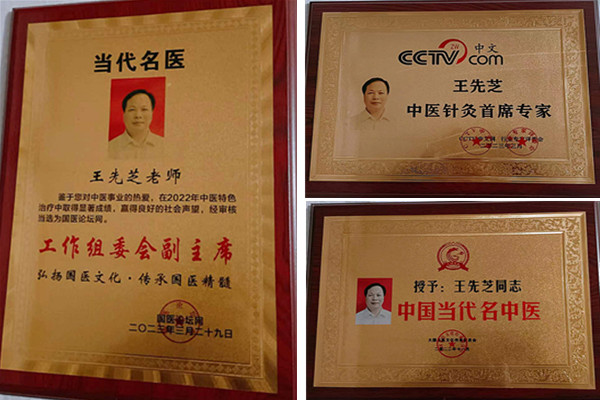 当代名医
王先芝老师
鉴于您对中医事业的热爱，在2022年中医特色
治疗中取得显著成绩，赢得良好的社会声望，经审核
当选为国医论坛网。
工作组委会副主席
弘扬国医文化·传承国医精髓
国医论坛网
二〇二三年三月二十九日
CCTV 26 中文
com
王先芝
中医针灸首席专家
授予：王先芝同志
中国当代名中医